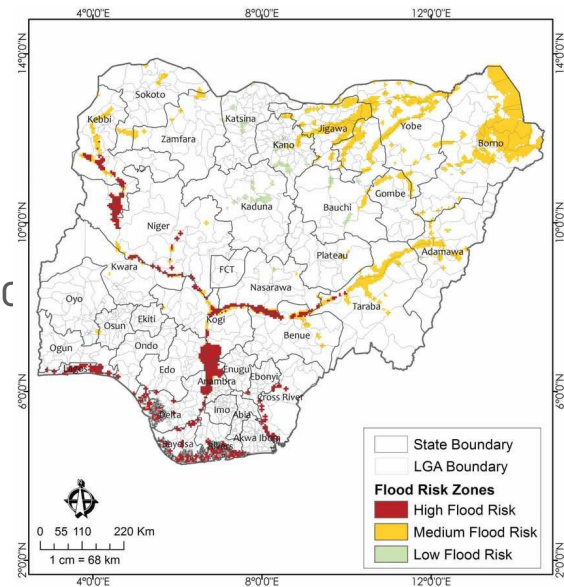 4°0'0"E 8°0'0"E 12°0'0"E
14°0'0"N 14°0'0"N
Sokoto
Kebbi
Katsina
Zamfara
Jigawa
Yobe
Kano
Borno
Kaduna
Bauchi
Gombe
10°0'0"N 10°0'0"N
Niger
Plateau
Adamawa
Kwara
FCT
Nasarawa
Taraba
Oyo
Kogi
Osun
Ekiti
Benue
Ogun
Ondo
Lagos
Edo
Enugu
Anambra
Ebonyi
6°0'0"N 6°0'0"N
Cross River
Delta
Imo
Abia
Bayelsa
Rivers
Akwa Ibom
State Boundary
LGA Boundary
Flood Risk Zones
High Flood Risk
Medium Flood Risk
Low Flood Risk
0 55 110 220 Km
1 cm = 68 km
2°0'0"N 2°0'0"N
4°0'0"E 8°0'0"E 12°0'0"E